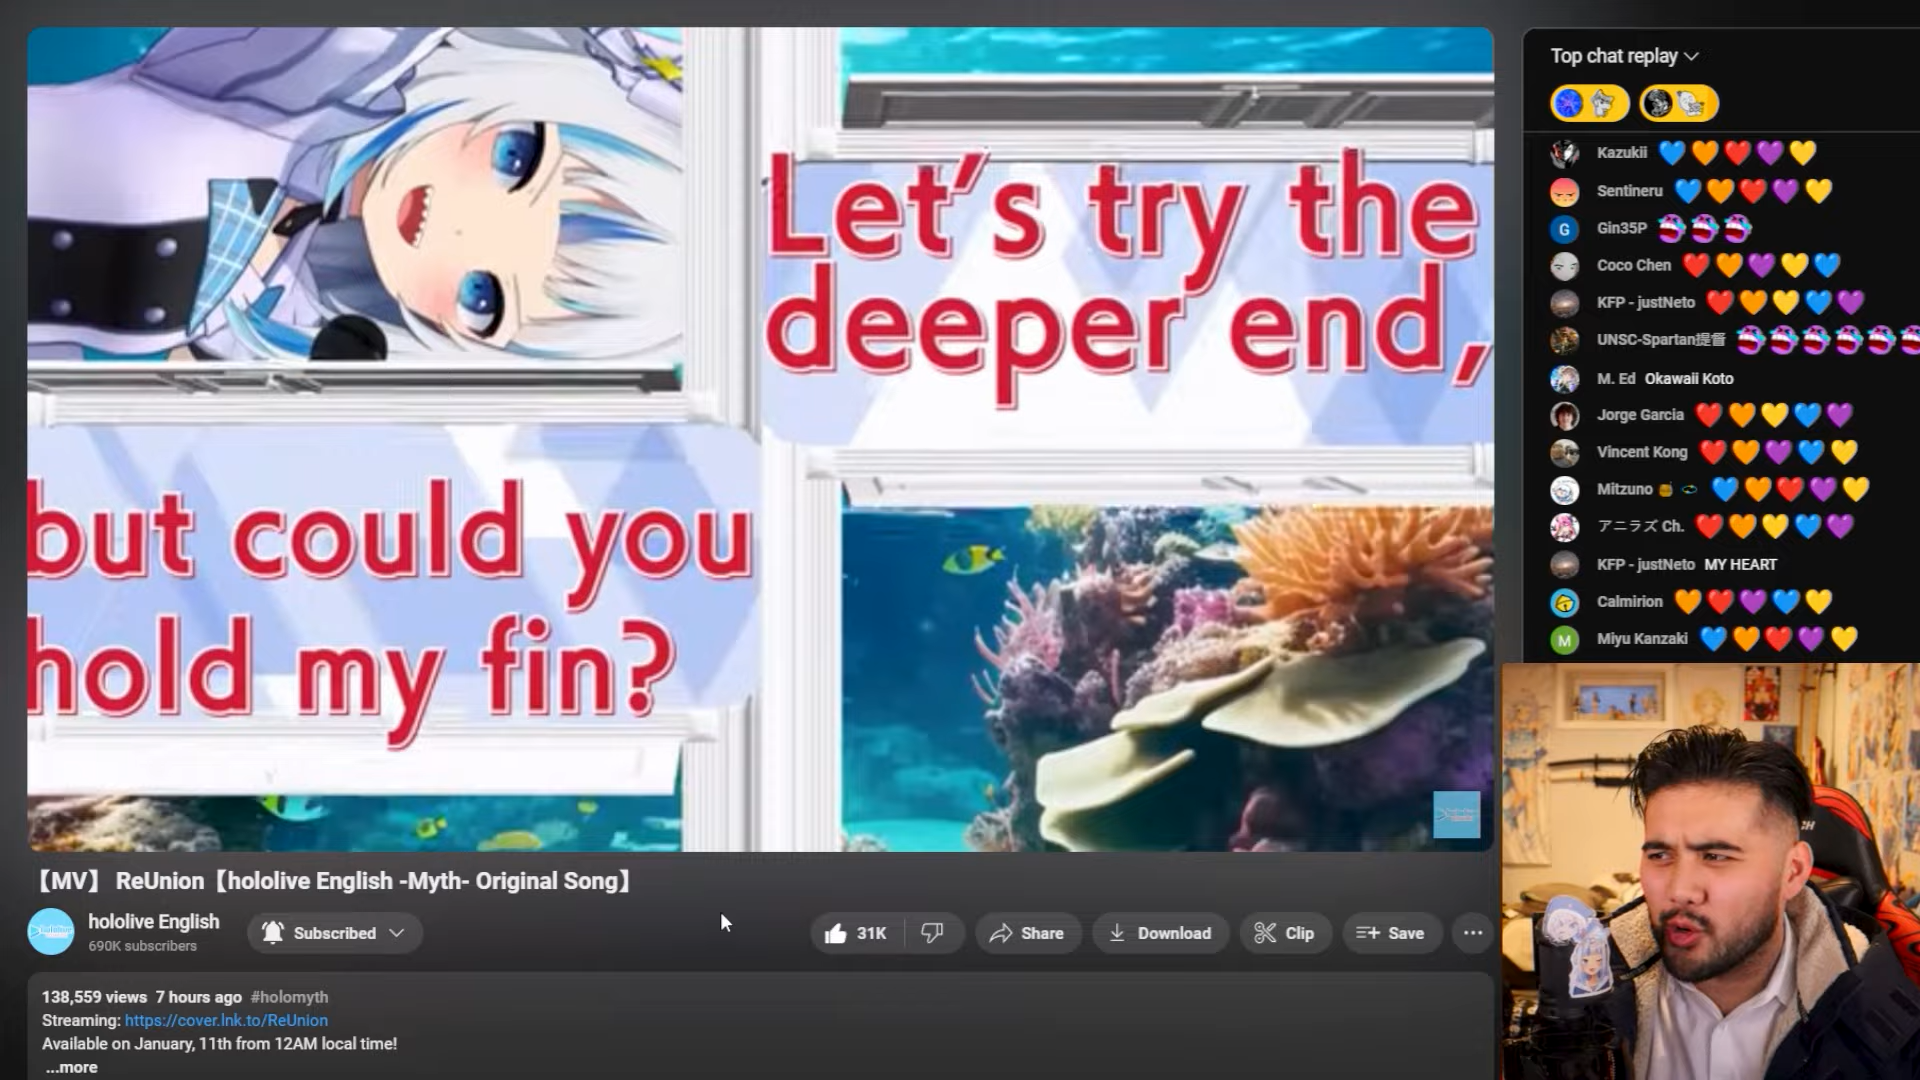 Let's try the
deeper end,
but could you
hold my fin?
【MV】 ReUnion【hololive English -Myth- Original Song】
hololive English
690K subscribers
Subscribed
31K
Share
Download
Clip
Save
138,559 views 7 hours ago #holomyth
Streaming: https://cover.lnk.to/ReUnion
Available on January, 11th from 12AM local time!
...more
Top chat replay
Kazukii
Sentineru
G Gin35P
Coco Chen
KFP - justNeto
UNSC-Spartan提督
M. Ed Okawaii Koto
Jorge Garcia
Vincent Kong
Mitzuno
アニラズ Ch.
KFP - justNeto MY HEART
Calmirion
M Miyu Kanzaki